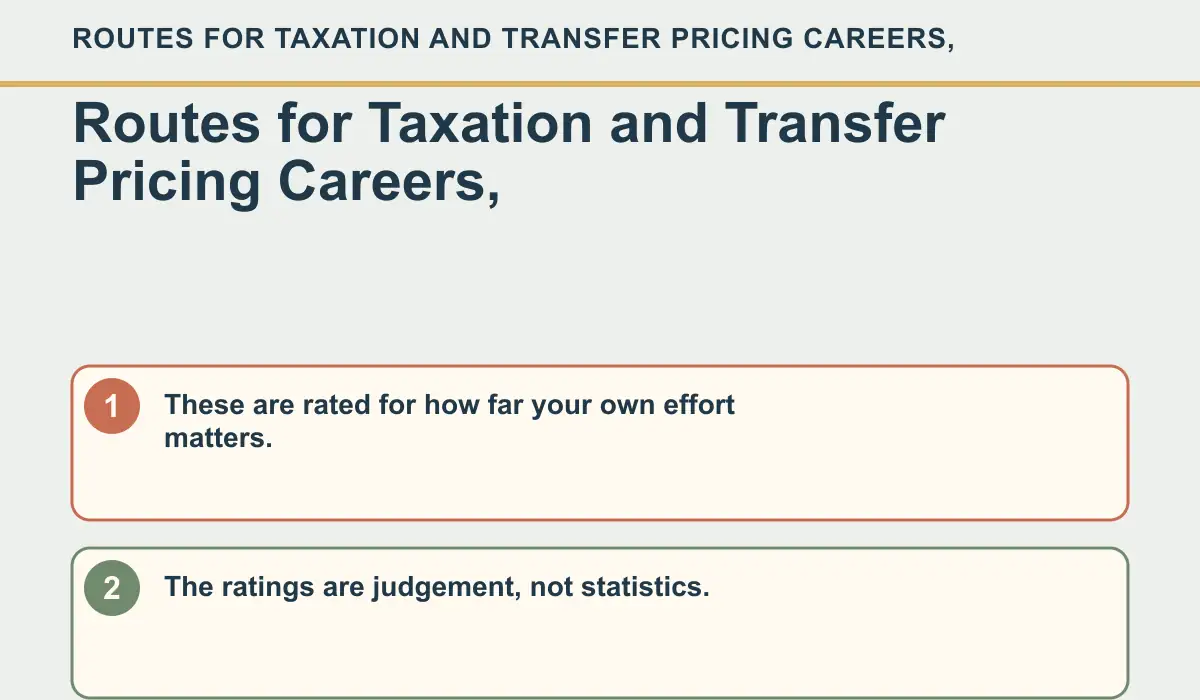 ROUTES FOR TAXATION AND TRANSFER PRICING CAREERS,
Routes for Taxation and Transfer
Pricing Careers,
1
These are rated for how far your own effort
matters.
2
The ratings are judgement, not statistics.